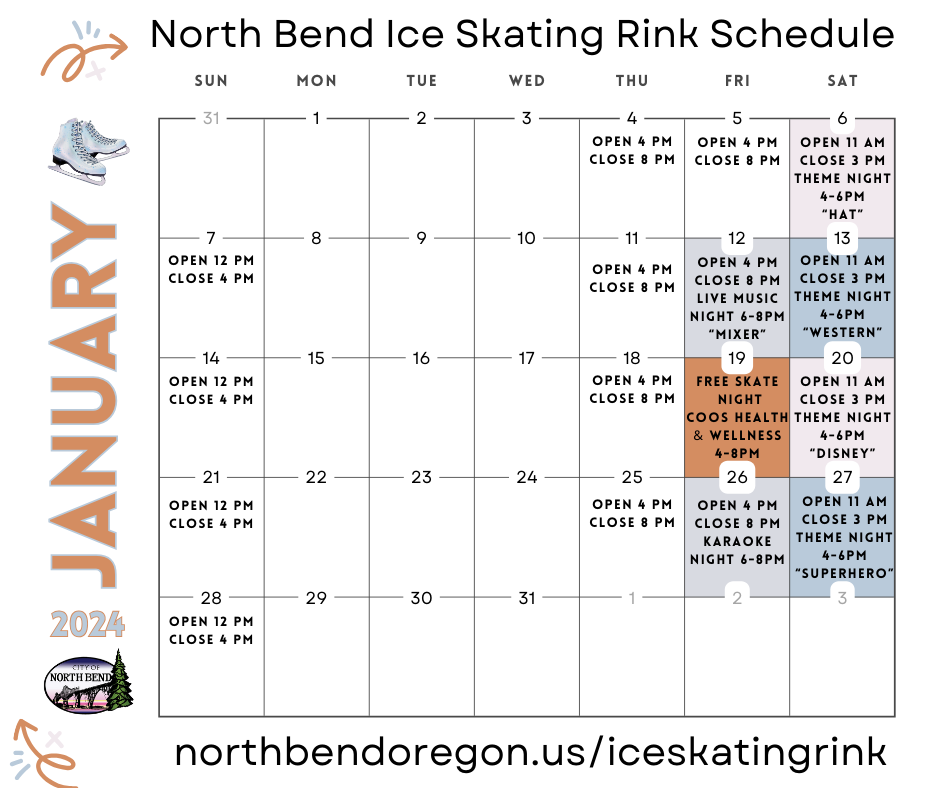 North Bend Ice Skating Rink Schedule
SUN MON TUE WED THU FRI SAT
31 1 2 3 4 5 6
OPEN 4 PM
CLOSE 8 PM
OPEN 4 PM
CLOSE 8 PM
OPEN 11 AM
CLOSE 3 PM
THEME NIGHT
4-6PM
"HAT"
7 8 9 10 11 12 13
OPEN 12 PM
CLOSE 4 PM
OPEN 4 PM
CLOSE 8 PM
OPEN 4 PM
CLOSE 8 PM
LIVE MUSIC
NIGHT 6-8PM
"MIXER"
OPEN 11 AM
CLOSE 3 PM
THEME NIGHT
4-6PM
"WESTERN"
14 15 16 17 18 19 20
OPEN 12 PM
CLOSE 4 PM
OPEN 4 PM
CLOSE 8 PM
FREE SKATE
NIGHT
COOS HEALTH
& WELLNESS
4-8PM
OPEN 11 AM
CLOSE 3 PM
THEME NIGHT
4-6PM
"DISNEY"
21 22 23 24 25 26 27
OPEN 12 PM
CLOSE 4 PM
OPEN 4 PM
CLOSE 8 PM
OPEN 4 PM
CLOSE 8 PM
KARAOKE
NIGHT 6-8PM
OPEN 11 AM
CLOSE 3 PM
THEME NIGHT
4-6PM
"SUPERHERO"
28 29 30 31 1 2 3
OPEN 12 PM
CLOSE 4 PM
JANUARY
2024
CITY OF
NORTH BEND
northbendoregon.us/iceskatingrink